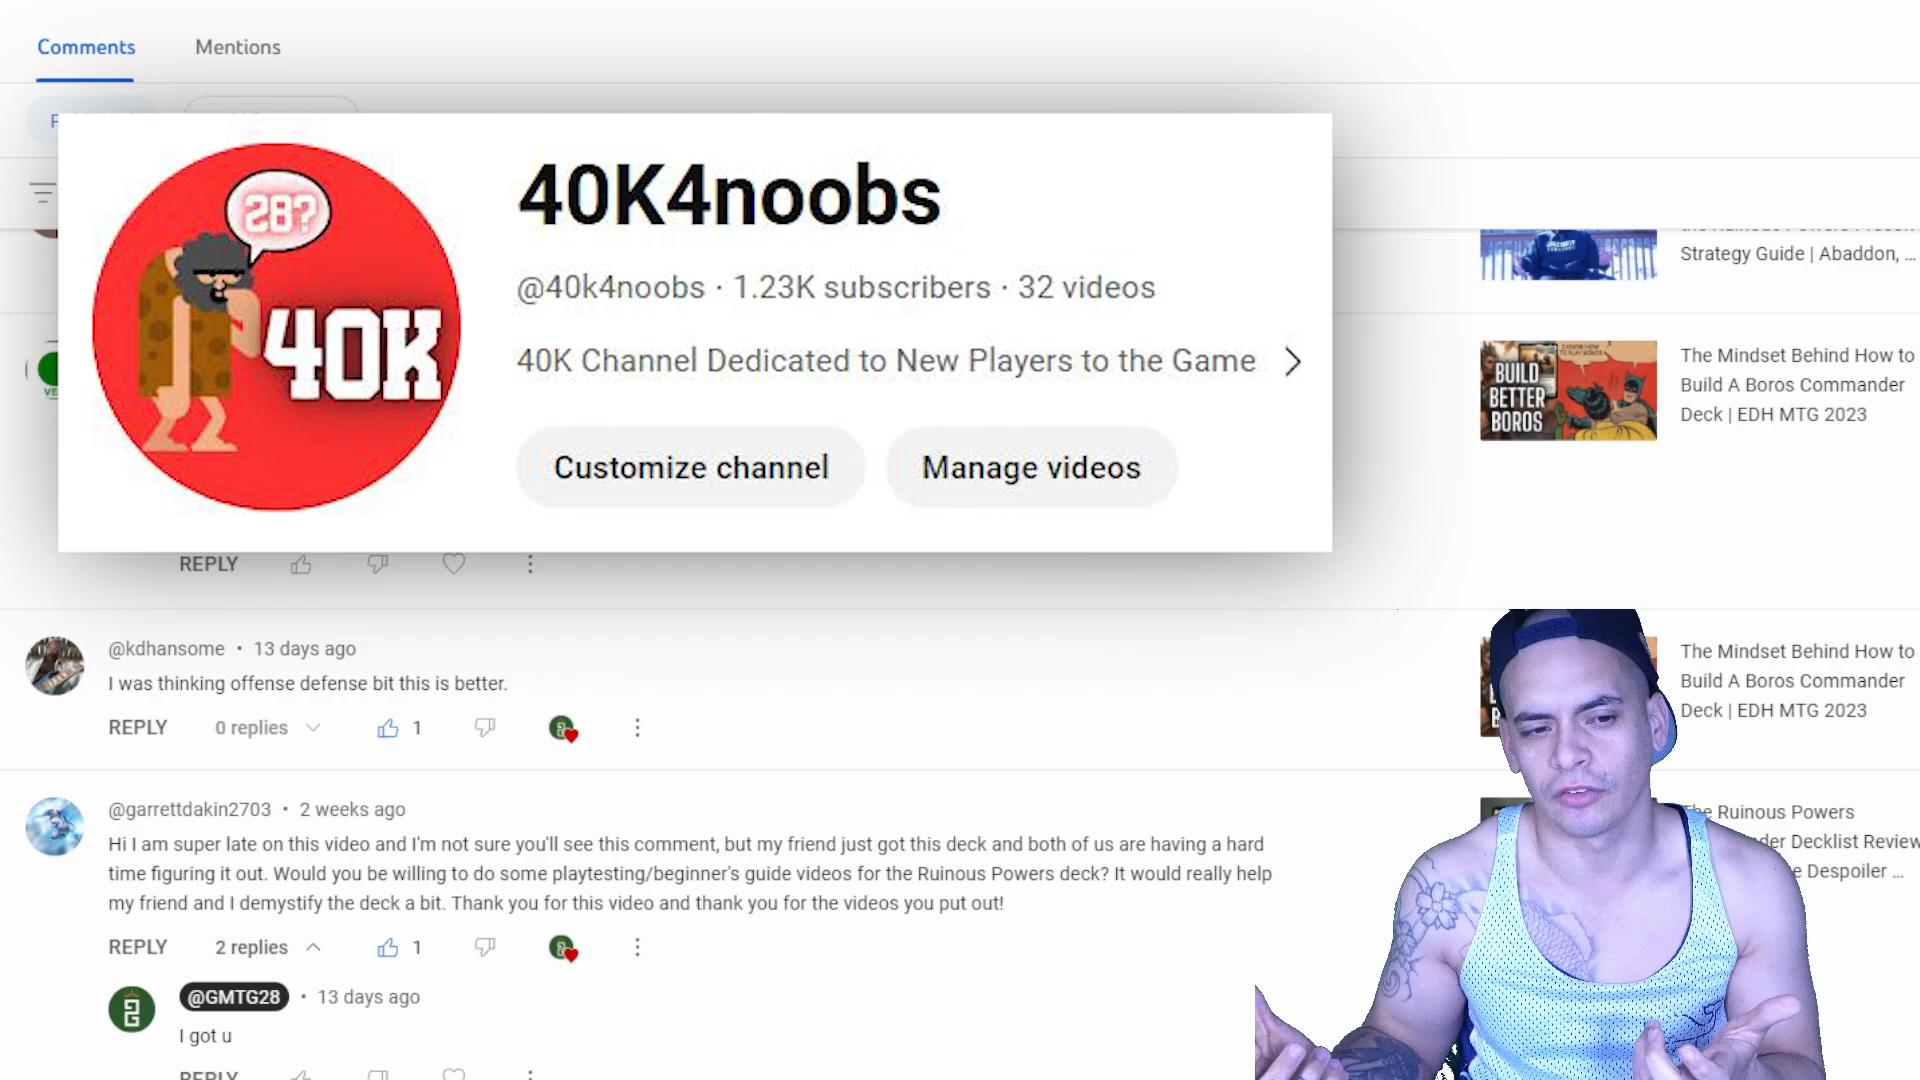 Comments
Mentions
28?
40K
40K4noobs
@40k4noobs · 1.23K subscribers · 32 videos
40K Channel Dedicated to New Players to the Game
Customize channel
Manage videos
Strategy Guide | Abaddon, ...
BUILD
BETTER
BOROS
The Mindset Behind How to
Build A Boros Commander
Deck | EDH MTG 2023
REPLY
@kdhansome • 13 days ago
I was thinking offense defense bit this is better.
REPLY 0 replies 1
The Mindset Behind How to
Build A Boros Commander
Deck | EDH MTG 2023
@garrettdakin2703 • 2 weeks ago
Hi I am super late on this video and I'm not sure you'll see this comment, but my friend just got this deck and both of us are having a hard
time figuring it out. Would you be willing to do some playtesting/beginner's guide videos for the Ruinous Powers deck? It would really help
my friend and I demystify the deck a bit. Thank you for this video and thank you for the videos you put out!
REPLY 2 replies 1
The Ruinous Powers
Decklist Review
Despoiler ...
@GMTG28 • 13 days ago
I got u
REPLY